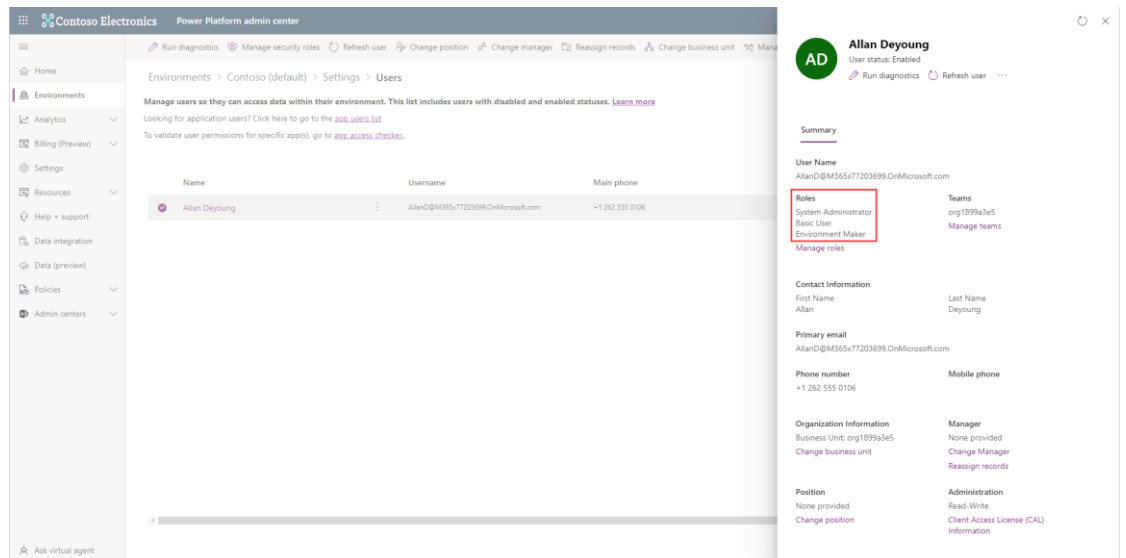 Contoso Electronics Power Platform admin center
Run diagnostics Manage security roles Refresh user Change position Change manager Reassign records Change business unit Mana
Home
Environments
Analytics
Billing (Preview)
Settings
Resources
Help + support
Data integration
Data (preview)
Policies
Admin centers
Ask virtual agent
Environments > Contoso (default) > Settings > Users
Manage users so they can access data within their environment. This list includes users with disabled and enabled statuses. Learn more
Looking for application users? Click here to go to the app users list
To validate user permissions for specific app(s), go to app access checker.
Name Username Main phone
Allan Deyoung AllanD@M365x77203699.OnMicrosoft.com +1 262 555 0106
AD
Allan Deyoung
User status: Enabled
Run diagnostics Refresh user ...
Summary
User Name
AllanD@M365x77203699.OnMicrosoft.com
Roles Teams
System Administrator org1899a3e5
Basic User Manage teams
Environment Maker
Manage roles
Contact Information
First Name Last Name
Allan Deyoung
Primary email
AllanD@M365x77203699.OnMicrosoft.com
Phone number Mobile phone
+1 262 555 0106
Organization Information Manager
Business Unit: org1899a3e5 None provided
Change business unit Change Manager
Reassign records
Position Administration
None provided Read-Write
Change position Client Access License (CAL)
Information